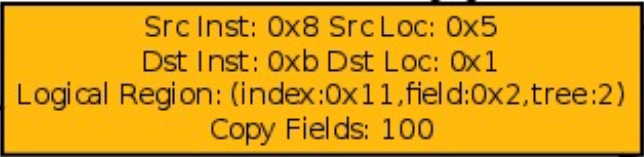 Src Inst: 0x8 Src Loc: 0x5
Dst Inst: 0xb Dst Loc: 0x1
Logical Region: (index:0x11,field:0x2,tree:2)
Copy Fields: 100